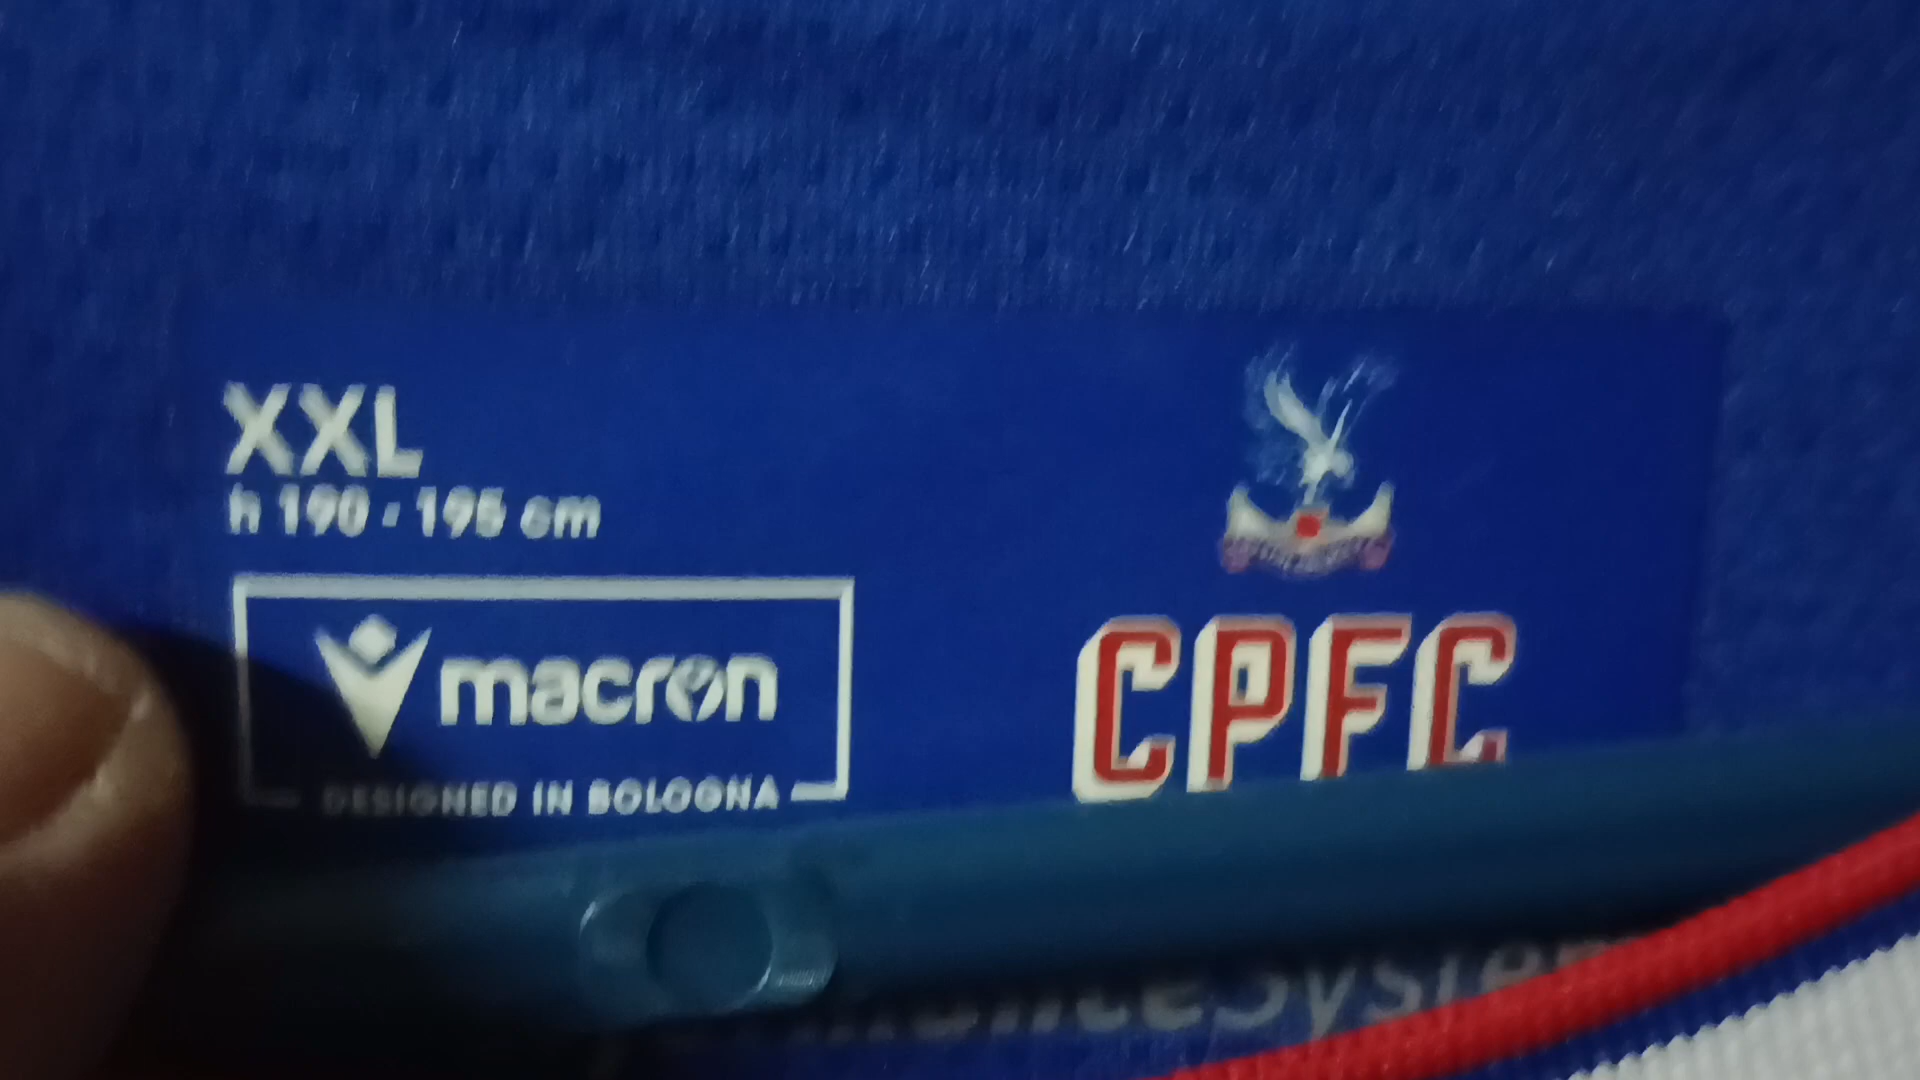 XXL
h 190 - 195 cm
macron
DESIGNED IN BOLOGNA
CPFC